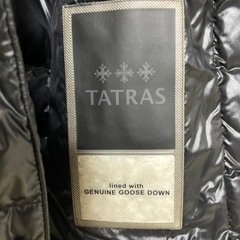 TATRAS
lined with
GENUINE GOOSE DOWN